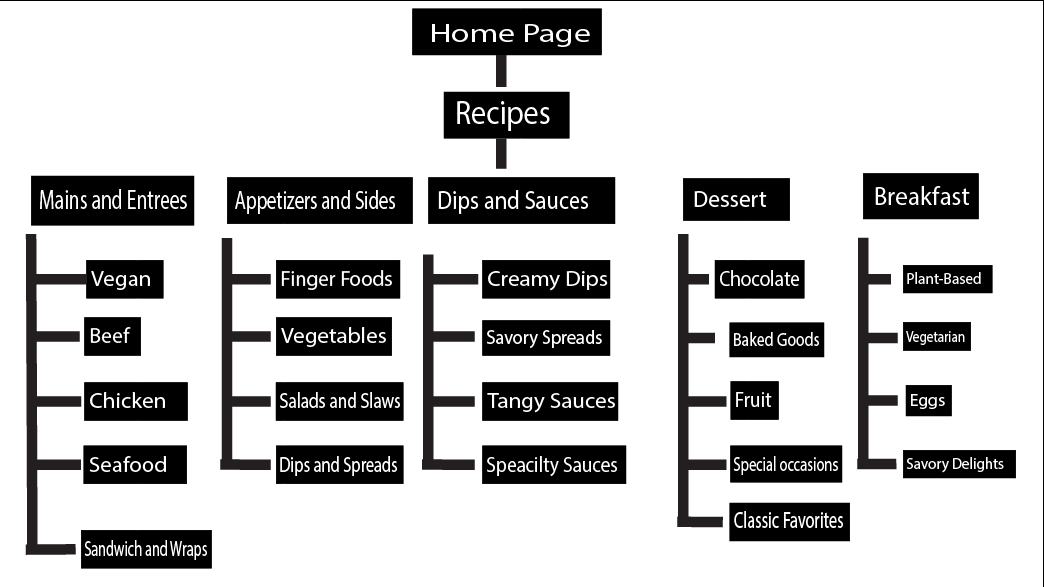 Home Page
Recipes
Mains and Entrees
Vegan
Beef
Chicken
Seafood
Sandwich and Wraps
Appetizers and Sides
Finger Foods
Vegetables
Salads and Slaws
Dips and Spreads
Dips and Sauces
Creamy Dips
Savory Spreads
Tangy Sauces
Speacilty Sauces
Dessert
Chocolate
Baked Goods
Fruit
Special occasions
Classic Favorites
Breakfast
Plant-Based
Vegetarian
Eggs
Savory Delights